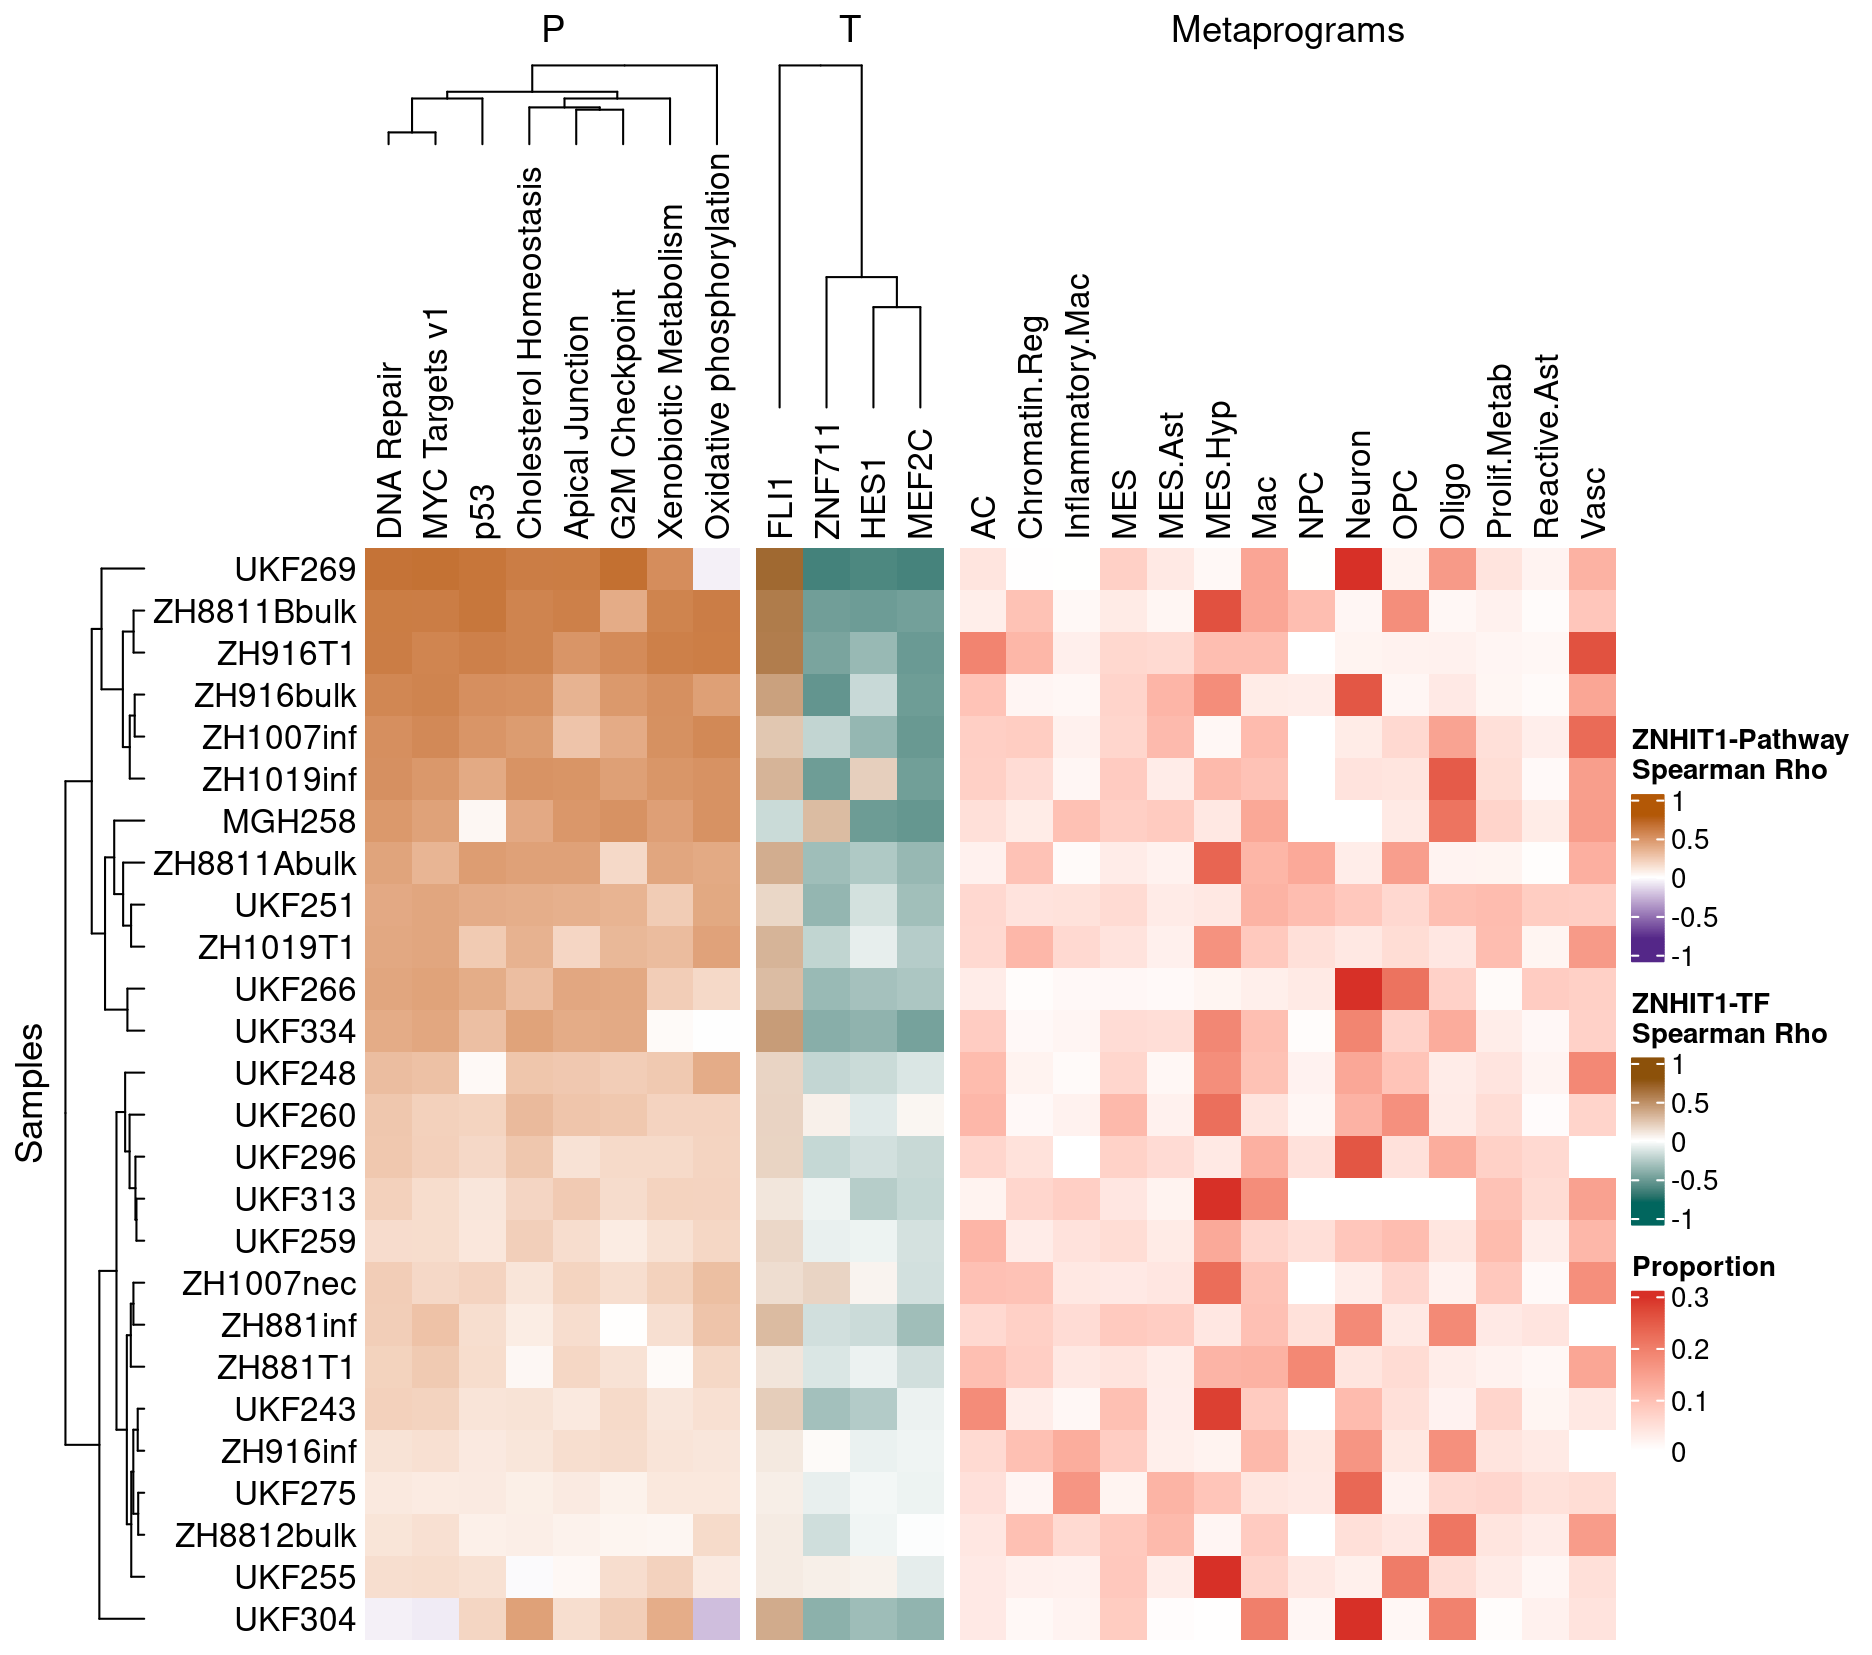 P
T
Metaprograms
DNA Repair
MYC Targets v1
p53
Cholesterol Homeostasis
Apical Junction
G2M Checkpoint
Xenobiotic Metabolism
Oxidative phosphorylation
FLI1
ZNF711
HES1
MEF2C
AC
Chromatin.Reg
Inflammatory.Mac
MES
MES.Ast
MES.Hyp
Mac
NPC
Neuron
OPC
Oligo
Prolif.Metab
Reactive.Ast
Vasc
Samples
UKF269
ZH8811Bbulk
ZH916T1
ZH916bulk
ZH1007inf
ZH1019inf
MGH258
ZH8811Abulk
UKF251
ZH1019T1
UKF266
UKF334
UKF248
UKF260
UKF296
UKF313
UKF259
ZH1007nec
ZH881inf
ZH881T1
UKF243
ZH916inf
UKF275
ZH8812bulk
UKF255
UKF304
ZNHIT1-Pathway
Spearman Rho
1
0.5
0
-0.5
-1
ZNHIT1-TF
Spearman Rho
1
0.5
0
-0.5
-1
Proportion
0.3
0.2
0.1
0